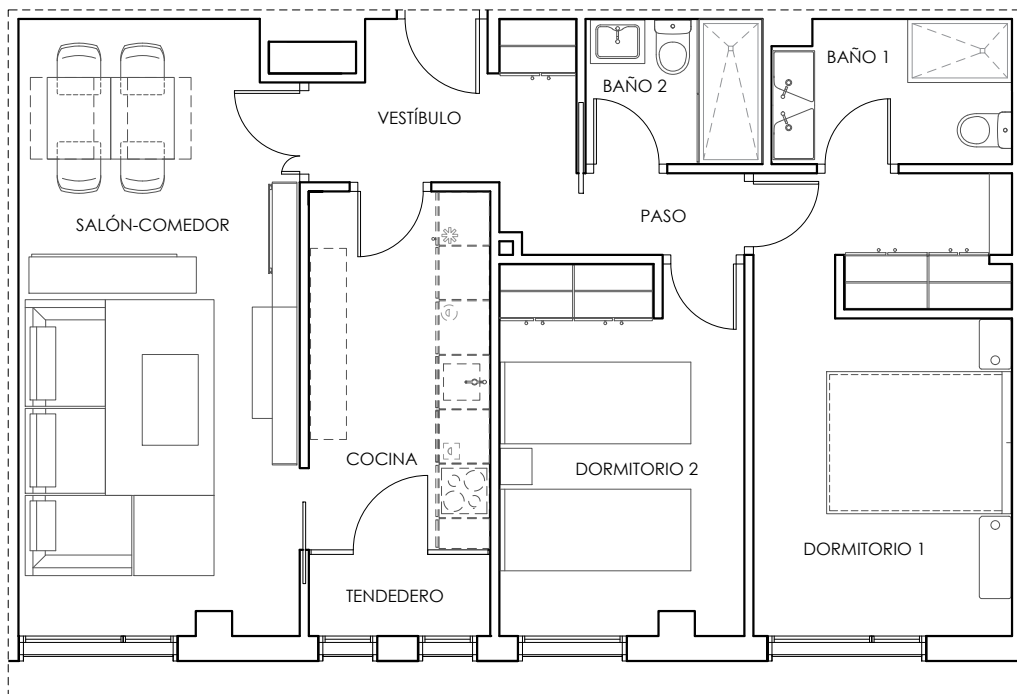 BAÑO 1
BAÑO 2
VESTÍBULO
PASO
SALÓN-COMEDOR
COCINA
DORMITORIO 2
DORMITORIO 1
TENDEDERO